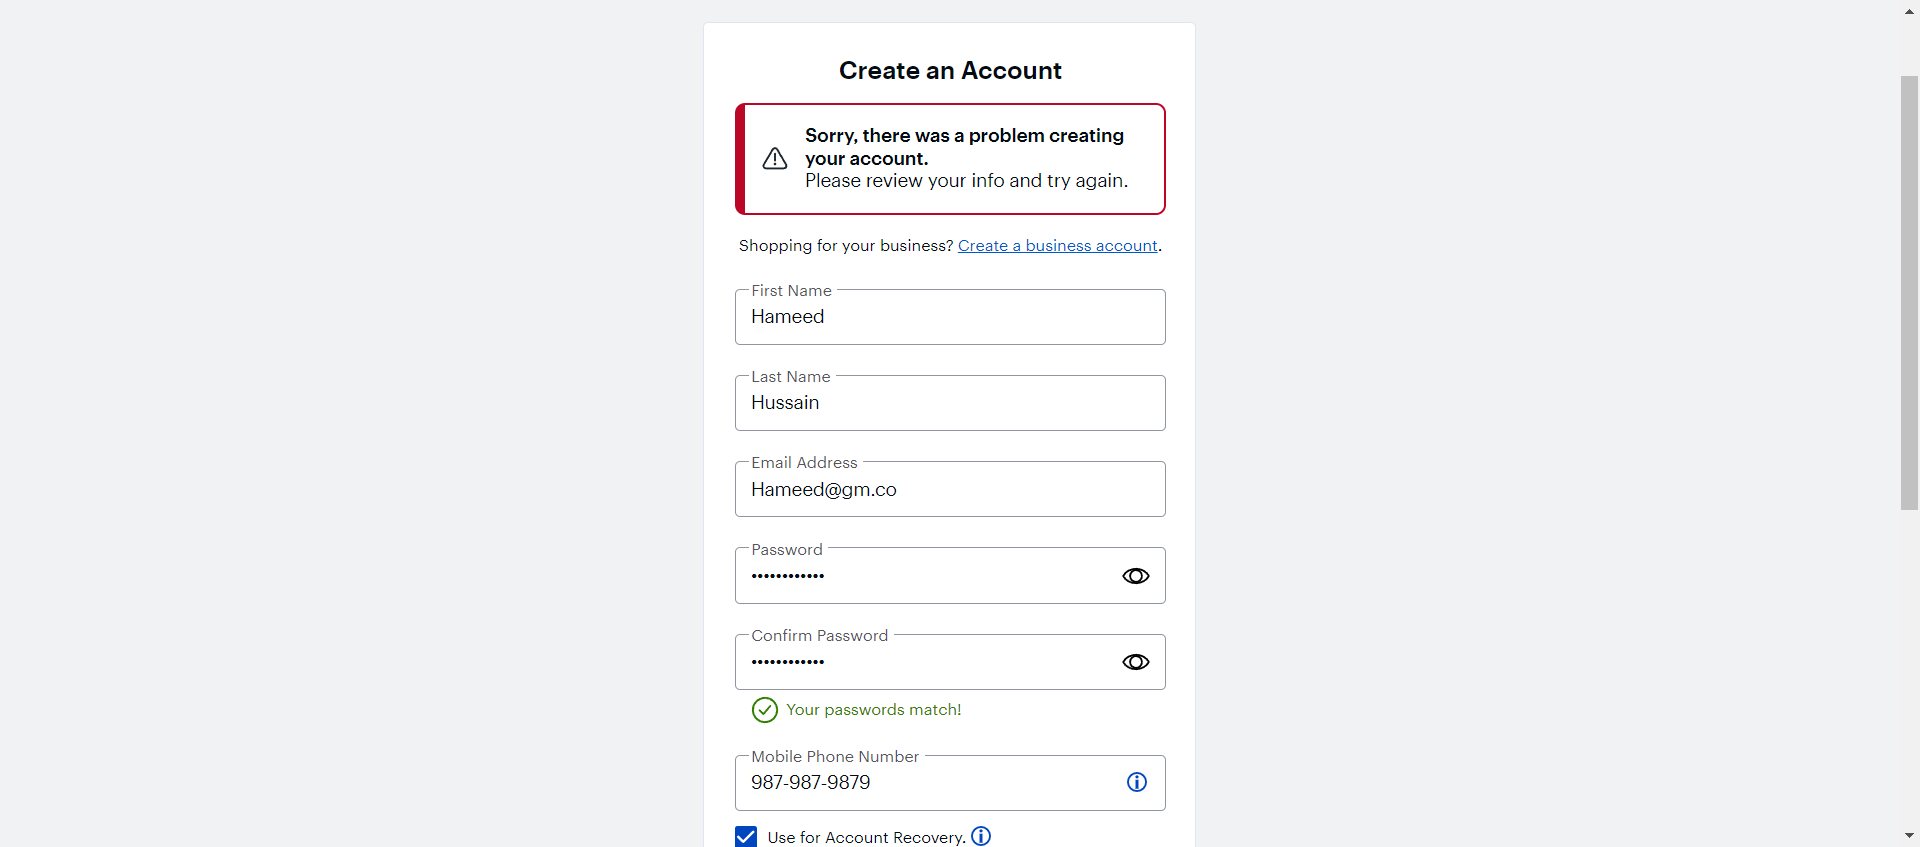 Create an Account
Sorry, there was a problem creating
your account.
Please review your info and try again.
Shopping for your business? Create a business account.
First Name
Hameed
Last Name
Hussain
Email Address
Hameed@gm.co
Password
••••••••••••
Confirm Password
••••••••••••
Your passwords match!
Mobile Phone Number
987-987-9879
Use for Account Recovery.